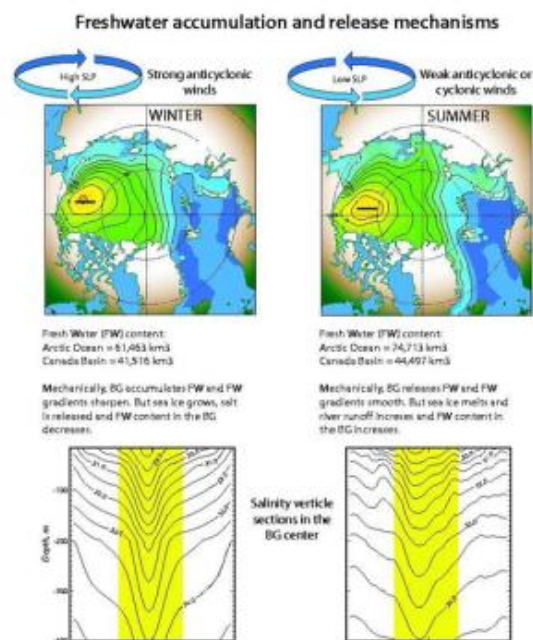 Freshwater accumulation and release mechanisms
High SLP
Strong anticyclonic
winds
Low SLP
Weak anticyclonic or
cyclonic winds
WINTER
SUMMER
Fresh Water (FW) content:
Arctic Ocean = 61,463 km3
Canada Basin = 41,516 km3
Mechanically, BG accumulates FW and FW
gradients sharpen. But sea ice grows, salt
is released and FW content in the BG
decreases.
Fresh Water (FW) content:
Arctic Ocean = 74,713 km3
Canada Basin = 44,497 km3
Mechanically, BG releases FW and FW
gradients smooth. But sea ice melts and
river runoff increses and FW content in
the BG increases.
Salinity verticle
sections in the
BG center
Depth, m
-100
-200